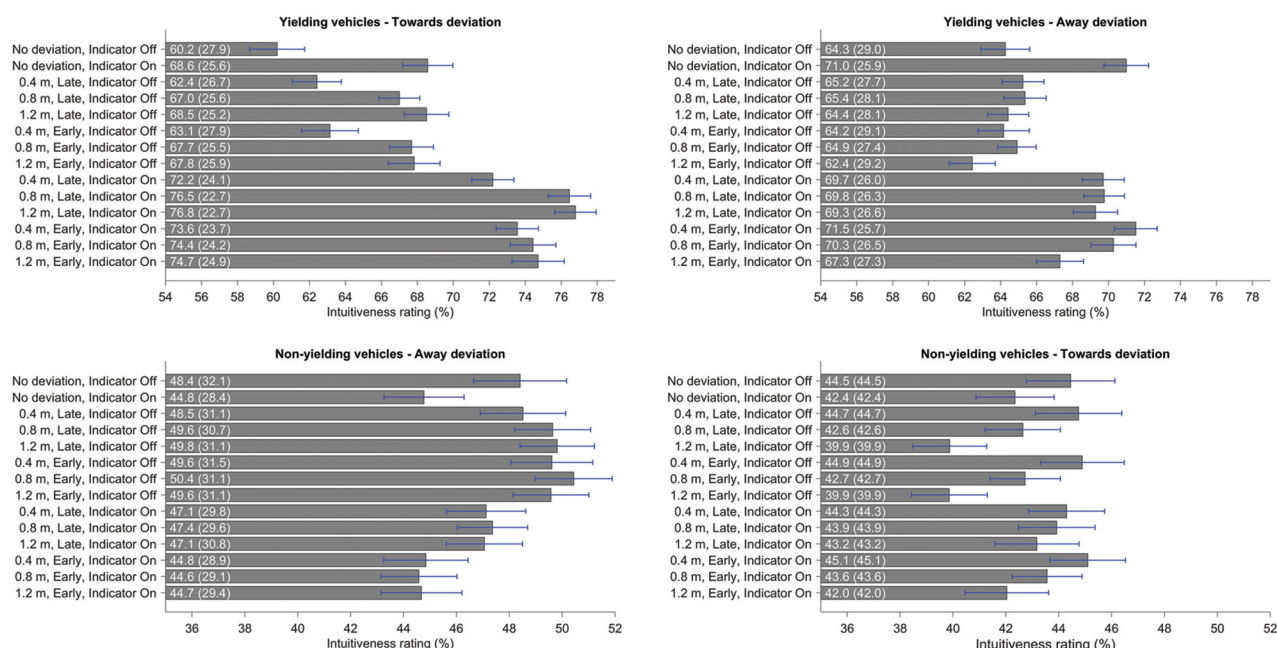 Yielding vehicles - Towards deviation
No deviation, Indicator Off 60.2 (27.9)
No deviation, Indicator On 68.6 (25.6)
0.4 m, Late, Indicator Off 62.4 (26.7)
0.8 m, Late, Indicator Off 67.0 (25.6)
1.2 m, Late, Indicator Off 68.5 (25.2)
0.4 m, Early, Indicator Off 63.1 (27.9)
0.8 m, Early, Indicator Off 67.7 (25.5)
1.2 m, Early, Indicator Off 67.8 (25.9)
0.4 m, Late, Indicator On 72.2 (24.1)
0.8 m, Late, Indicator On 76.5 (22.7)
1.2 m, Late, Indicator On 76.8 (22.7)
0.4 m, Early, Indicator On 73.6 (23.7)
0.8 m, Early, Indicator On 74.4 (24.2)
1.2 m, Early, Indicator On 74.7 (24.9)
54 56 58 60 62 64 66 68 70 72 74 76 78
Intuitiveness rating (%)
Yielding vehicles - Away deviation
No deviation, Indicator Off 64.3 (29.0)
No deviation, Indicator On 71.0 (25.9)
0.4 m, Late, Indicator Off 65.2 (27.7)
0.8 m, Late, Indicator Off 65.4 (28.1)
1.2 m, Late, Indicator Off 64.4 (28.1)
0.4 m, Early, Indicator Off 64.2 (29.1)
0.8 m, Early, Indicator Off 64.9 (27.4)
1.2 m, Early, Indicator Off 62.4 (29.2)
0.4 m, Late, Indicator On 69.7 (26.0)
0.8 m, Late, Indicator On 69.8 (26.3)
1.2 m, Late, Indicator On 69.3 (26.6)
0.4 m, Early, Indicator On 71.5 (25.7)
0.8 m, Early, Indicator On 70.3 (26.5)
1.2 m, Early, Indicator On 67.3 (27.3)
54 56 58 60 62 64 66 68 70 72 74 76 78
Intuitiveness rating (%)
Non-yielding vehicles - Away deviation
No deviation, Indicator Off 48.4 (32.1)
No deviation, Indicator On 44.8 (28.4)
0.4 m, Late, Indicator Off 48.5 (31.1)
0.8 m, Late, Indicator Off 49.6 (30.7)
1.2 m, Late, Indicator Off 49.8 (31.1)
0.4 m, Early, Indicator Off 49.6 (31.5)
0.8 m, Early, Indicator Off 50.4 (31.1)
1.2 m, Early, Indicator Off 49.6 (31.1)
0.4 m, Late, Indicator On 47.1 (29.8)
0.8 m, Late, Indicator On 47.4 (29.6)
1.2 m, Late, Indicator On 47.1 (30.8)
0.4 m, Early, Indicator On 44.8 (28.9)
0.8 m, Early, Indicator On 44.6 (29.1)
1.2 m, Early, Indicator On 44.7 (29.4)
36 38 40 42 44 46 48 50 52
Intuitiveness rating (%)
Non-yielding vehicles - Towards deviation
No deviation, Indicator Off 44.5 (44.5)
No deviation, Indicator On 42.4 (42.4)
0.4 m, Late, Indicator Off 44.7 (44.7)
0.8 m, Late, Indicator Off 42.6 (42.6)
1.2 m, Late, Indicator Off 39.9 (39.9)
0.4 m, Early, Indicator Off 44.9 (44.9)
0.8 m, Early, Indicator Off 42.7 (42.7)
1.2 m, Early, Indicator Off 39.9 (39.9)
0.4 m, Late, Indicator On 44.3 (44.3)
0.8 m, Late, Indicator On 43.9 (43.9)
1.2 m, Late, Indicator On 43.2 (43.2)
0.4 m, Early, Indicator On 45.1 (45.1)
0.8 m, Early, Indicator On 43.6 (43.6)
1.2 m, Early, Indicator On 42.0 (42.0)
36 38 40 42 44 46 48 50 52
Intuitiveness rating (%)